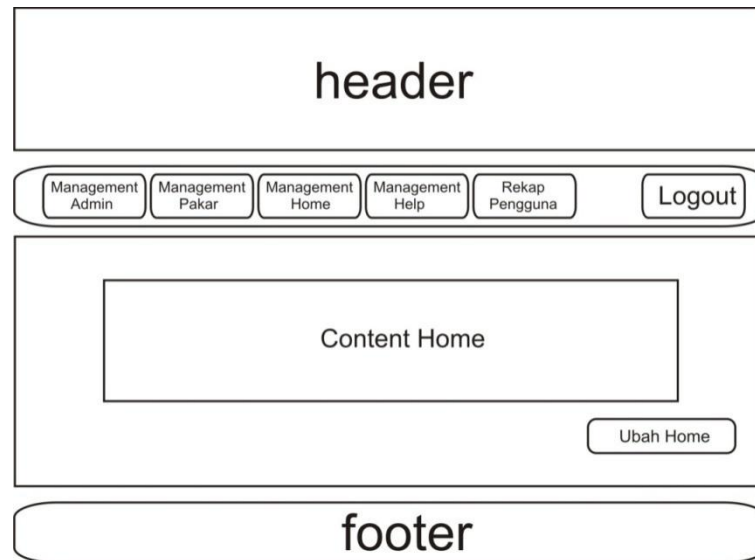 header
Management
Admin
Management
Pakar
Management
Home
Management
Help
Rekap
Pengguna
Logout
Content Home
Ubah Home
footer